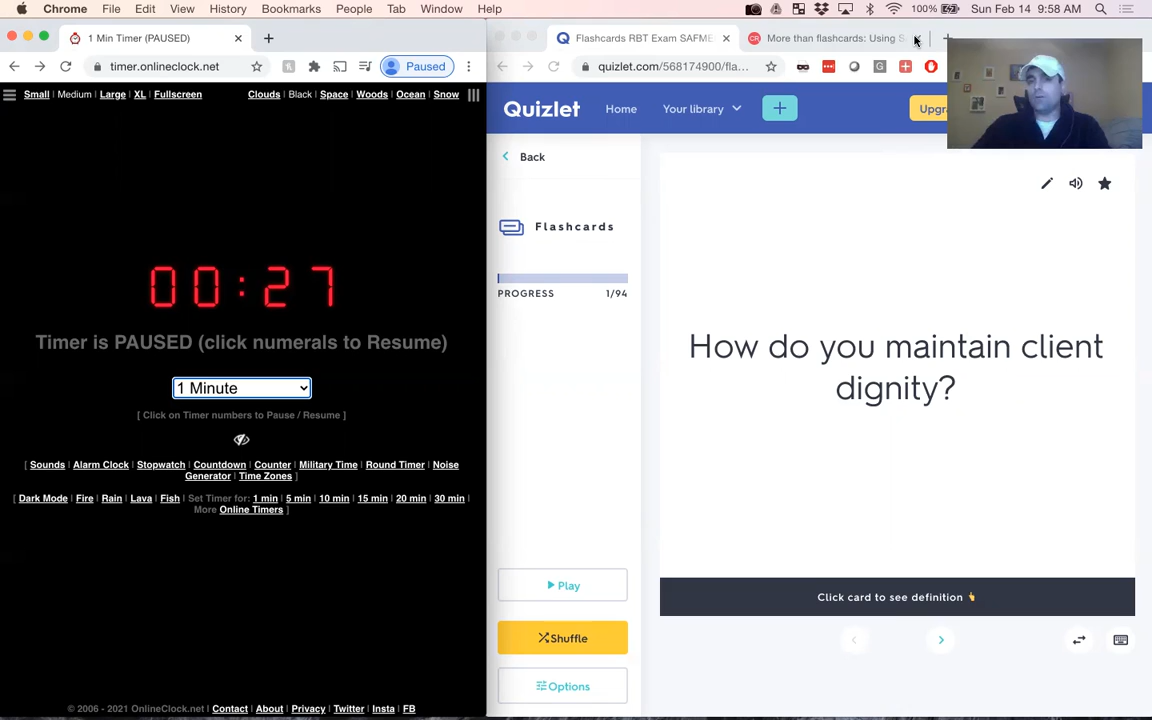 Chrome File Edit View History Bookmarks People Tab Window Help 100% Sun Feb 14 9:58 AM
1 Min Timer (PAUSED)
timer.onlineclock.net Paused
Small | Medium | Large | XL | Fullscreen Clouds | Black | Space | Woods | Ocean | Snow
00:27
Timer is PAUSED (click numerals to Resume)
1 Minute
[ Click on Timer numbers to Pause / Resume ]
[ Sounds | Alarm Clock | Stopwatch | Countdown | Counter | Military Time | Round Timer | Noise
Generator | Time Zones ]
[ Dark Mode | Fire | Rain | Lava | Fish | Set Timer for: 1 min | 5 min | 10 min | 15 min | 20 min | 30 min |
More Online Timers ]
© 2006 - 2021 OnlineClock.net | Contact | About | Privacy | Twitter | Insta | FB
Flashcards RBT Exam SAFME
CR More than flashcards: Using S
quizlet.com/568174900/fla...
Quizlet Home Your library Upgr
Back
Flashcards
PROGRESS 1/94
Play
Shuffle
Options
How do you maintain client
dignity?
Click card to see definition